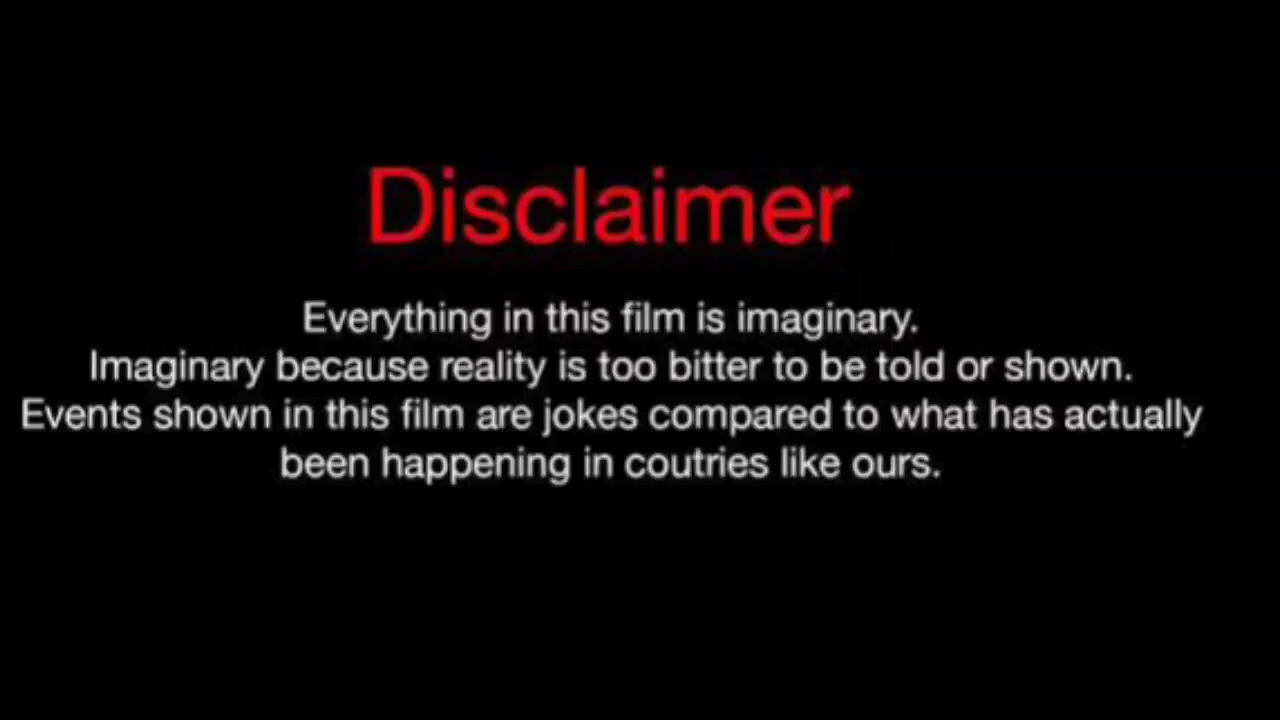 Disclaimer
Everything in this film is imaginary.
Imaginary because reality is too bitter to be told or shown.
Events shown in this film are jokes compared to what has actually
been happening in coutries like ours.